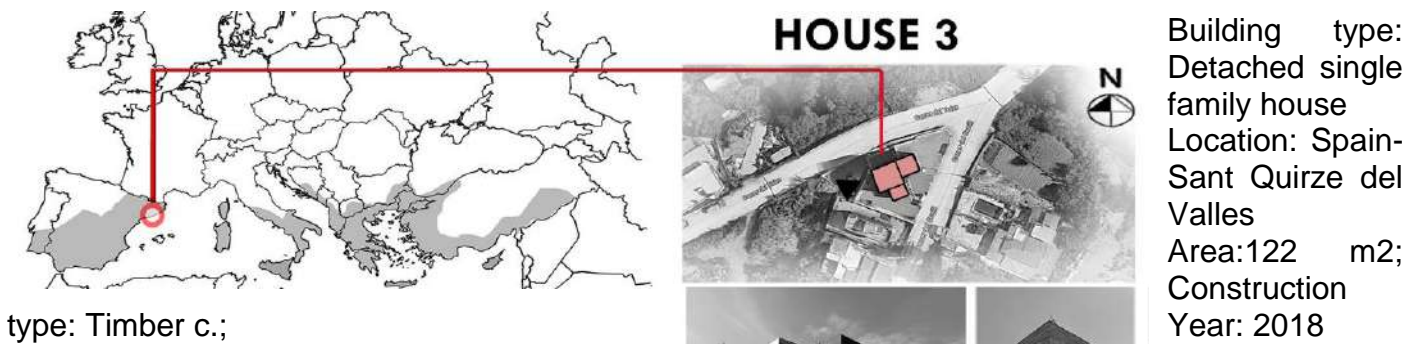 HOUSE 3
N
Building type:
Detached single
family house
Location: Spain-
Sant Quirze del
Valles
Area:122 m2;
Construction
Year: 2018
type: Timber c.;